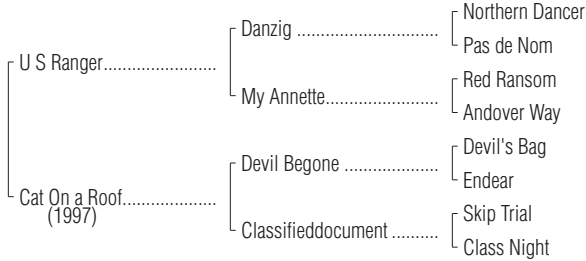 Northern Dancer
Danzig ..............................
Pas de Nom
U S Ranger........................
Red Ransom
My Annette........................
Andover Way
Devil's Bag
Devil Begone ....................
Endear
Cat On a Roof....................
(1997)
Skip Trial
Classifieddocument ..........
Class Night